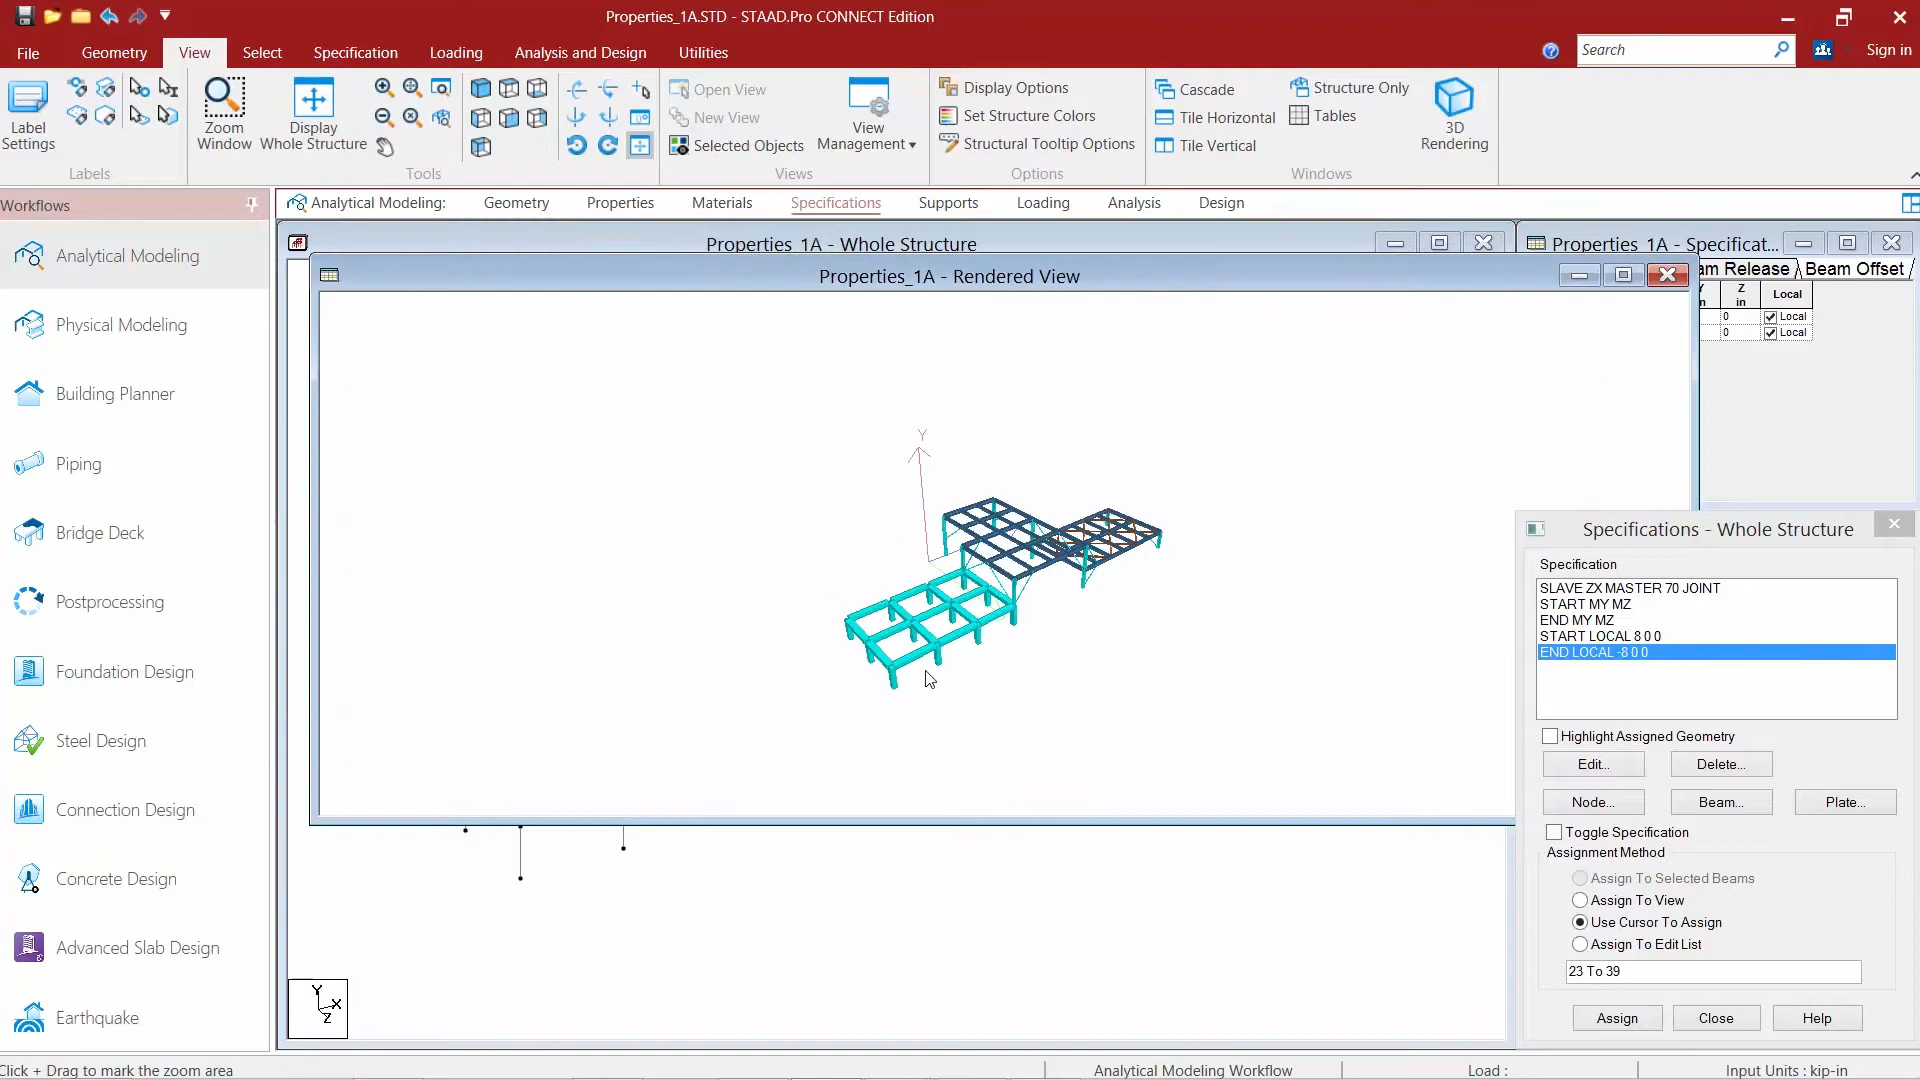 Properties_1A.STD - STAAD.Pro CONNECT Edition
File
Geometry
View
Select
Specification
Loading
Analysis and Design
Utilities
Search
Sign in
Label
Settings
Zoom
Window
Display
Whole Structure
Open View
New View
Selected Objects
View
Management
Display Options
Set Structure Colors
Structural Tooltip Options
Cascade
Tile Horizontal
Tile Vertical
Structure Only
Tables
3D
Rendering
Labels
Tools
Views
Options
Windows
Workflows
Analytical Modeling:
Geometry
Properties
Materials
Specifications
Supports
Loading
Analysis
Design
Analytical Modeling
Physical Modeling
Building Planner
Piping
Bridge Deck
Postprocessing
Foundation Design
Steel Design
Connection Design
Concrete Design
Advanced Slab Design
Earthquake
Properties_1A - Whole Structure
Properties_1A - Specificat...
Properties_1A - Rendered View
am Release
Beam Offset
Z
in
Local
0
Local
0
Local
Y
Y
X
Z
Specifications - Whole Structure
Specification
SLAVE ZX MASTER 70 JOINT
START MY MZ
END MY MZ
START LOCAL 8 0 0
END LOCAL -8 0 0
Highlight Assigned Geometry
Edit...
Delete...
Node...
Beam...
Plate...
Toggle Specification
Assignment Method
Assign To Selected Beams
Assign To View
Use Cursor To Assign
Assign To Edit List
23 To 39
Assign
Close
Help
Click + Drag to mark the zoom area
Analytical Modeling Workflow
Load :
Input Units : kip-in